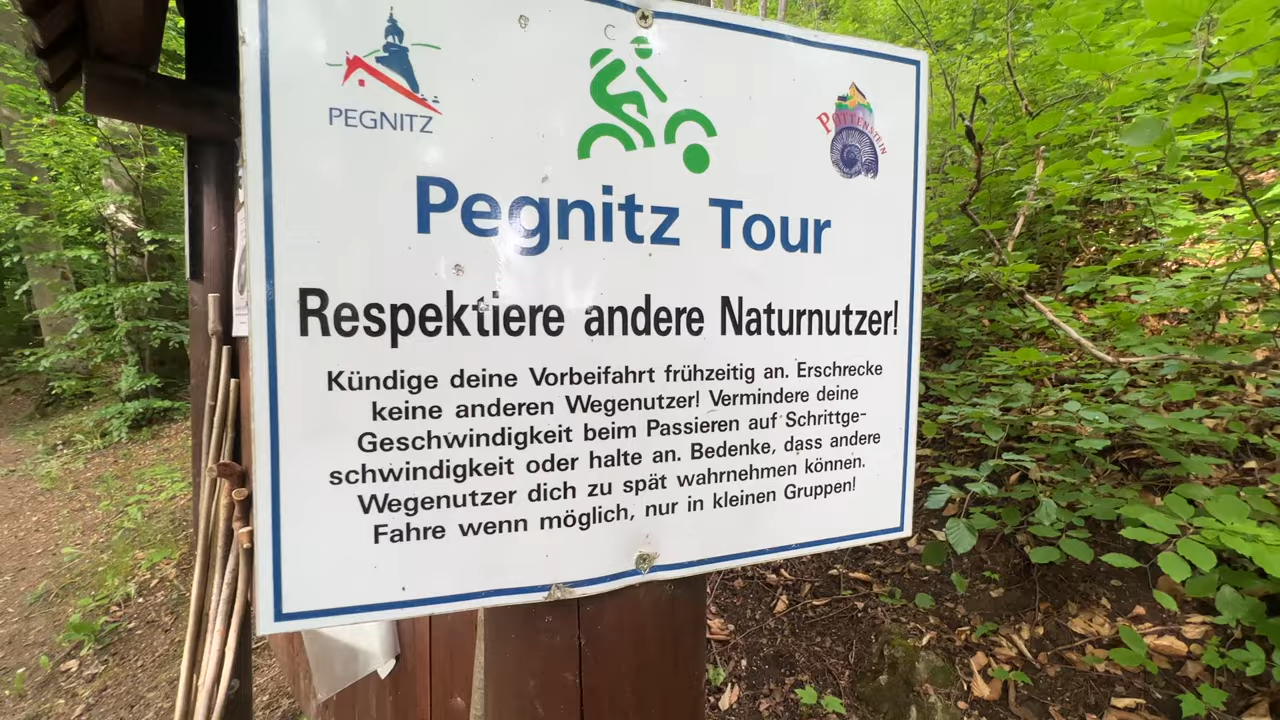 PEGNITZ
POTTENSTEIN
Pegnitz Tour
Respektiere andere Naturnutzer!
Kündige deine Vorbeifahrt frühzeitig an. Erschrecke
keine anderen Wegenutzer! Vermindere deine
Geschwindigkeit beim Passieren auf Schrittge-
schwindigkeit oder halte an. Bedenke, dass andere
Wegenutzer dich zu spät wahrnehmen können.
Fahre wenn möglich, nur in kleinen Gruppen!